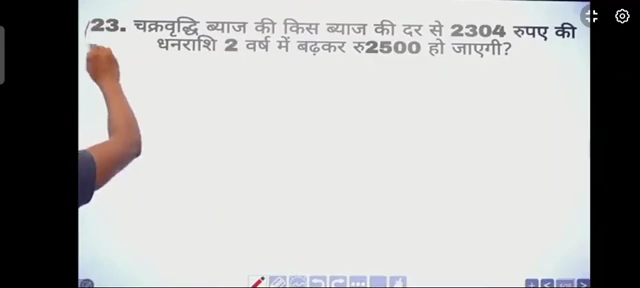 23. चक्रवृद्धि ब्याज की किस ब्याज की दर से 2304 रुपए की
धनराशि 2 वर्ष में बढ़कर रु2500 हो जाएगी?